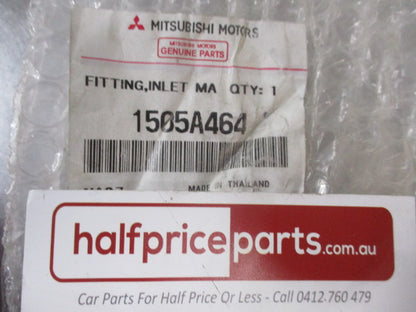 MITSUBISHI MOTORS
MITSUBISHI MOTORS
GENUINE PARTS
FITTING,INLET MA QTY: 1
1505A464
MADE IN THAILAND
halfpriceparts.com.au
Car Parts For Half Price Or Less - Call 0412 760 479